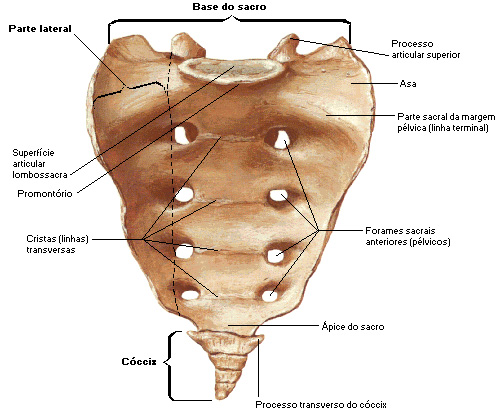 Base do sacro
Parte lateral
Processo
articular superior
Asa
Parte sacral da margem
pélvica (linha terminal)
Superfície
articular
lombossacra
Promontório
Cristas (linhas)
transversas
Forames sacrais
anteriores (pélvicos)
Ápice do sacro
Cóccix
Processo transverso do cóccix